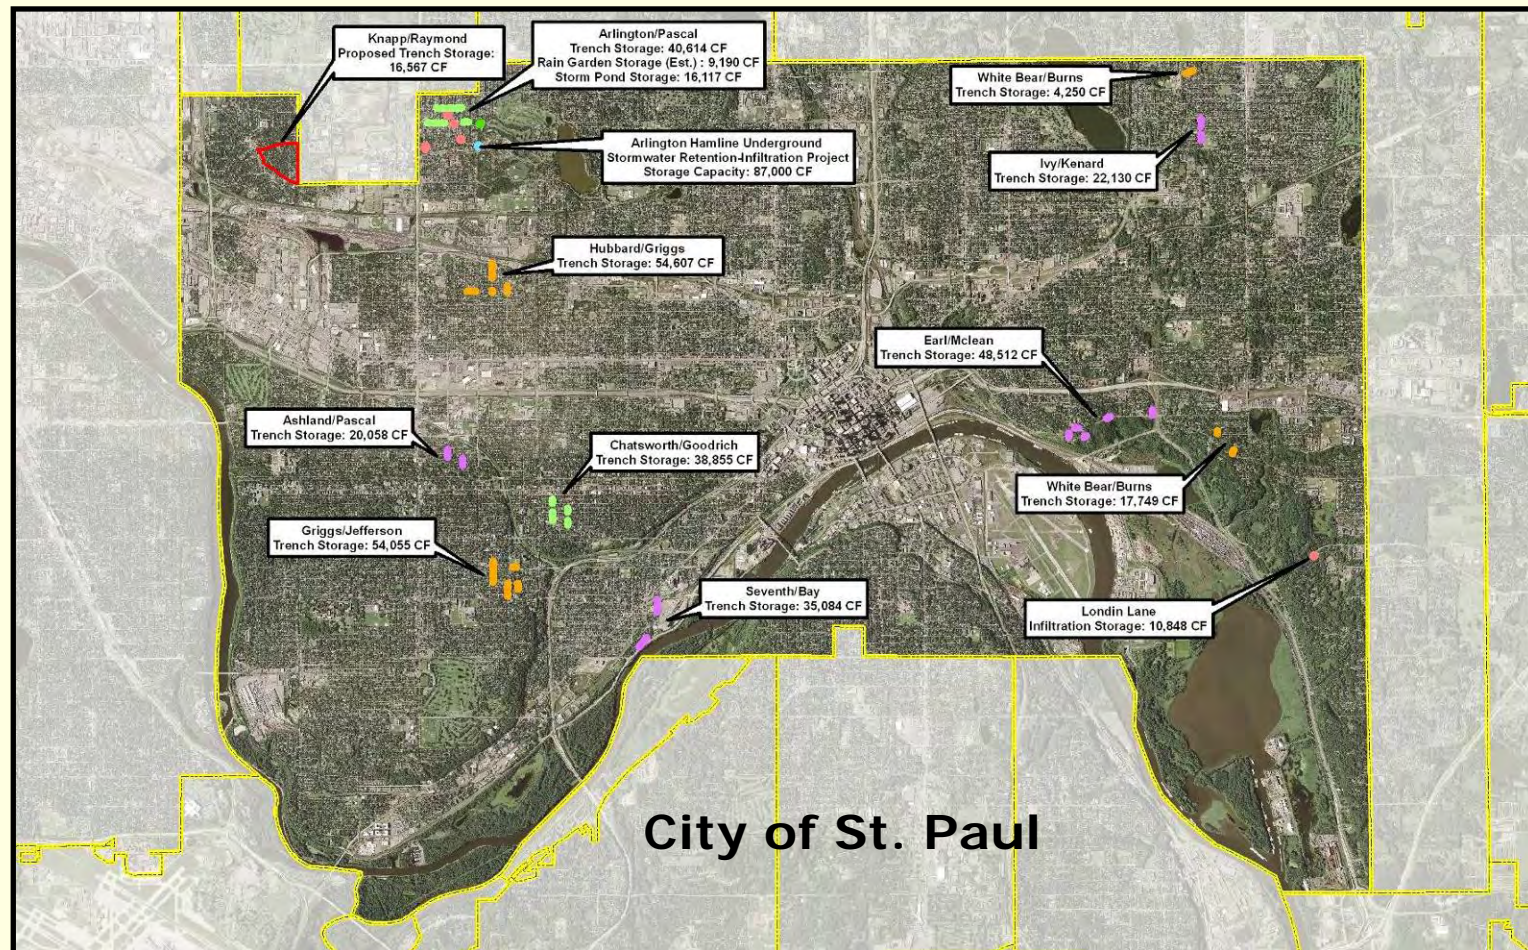 Knapp/Raymond
Proposed Trench Storage:
16,567 CF
Arlington/Pascal
Trench Storage: 40,614 CF
Rain Garden Storage (Est.) : 9,190 CF
Storm Pond Storage: 16,117 CF
White Bear/Burns
Trench Storage: 4,250 CF
Arlington Hamline Underground
Stormwater Retention-Infiltration Project
Storage Capacity: 87,000 CF
Ivy/Kenard
Trench Storage: 22,130 CF
Hubbard/Griggs
Trench Storage: 54,607 CF
Earl/Mclean
Trench Storage: 48,512 CF
Ashland/Pascal
Trench Storage: 20,058 CF
Chatsworth/Goodrich
Trench Storage: 38,855 CF
White Bear/Burns
Trench Storage: 17,749 CF
Griggs/Jefferson
Trench Storage: 54,055 CF
Seventh/Bay
Trench Storage: 35,084 CF
Londin Lane
Infiltration Storage: 10,848 CF
City of St. Paul